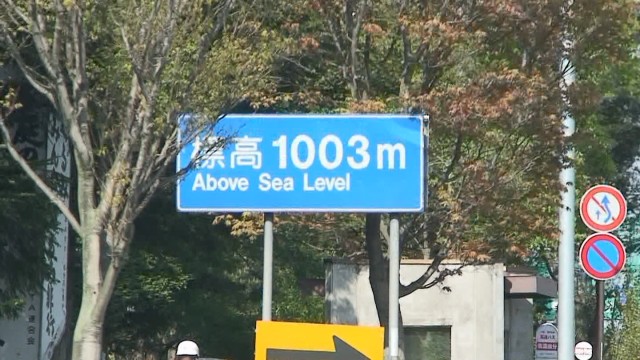 標高 1003m
Above Sea Level